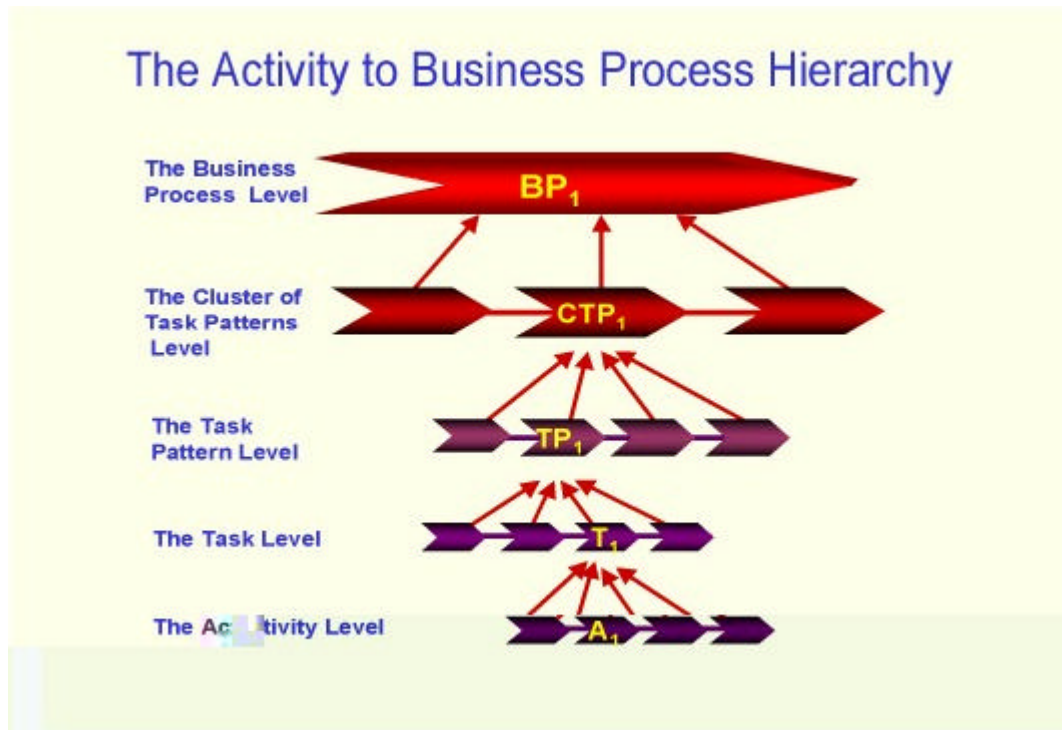 The Activity to Business Process Hierarchy
The Business
Process Level
BP1
The Cluster of
Task Patterns
Level
CTP1
The Task
Pattern Level
TP1
The Task Level
T1
The Activity Level
A1